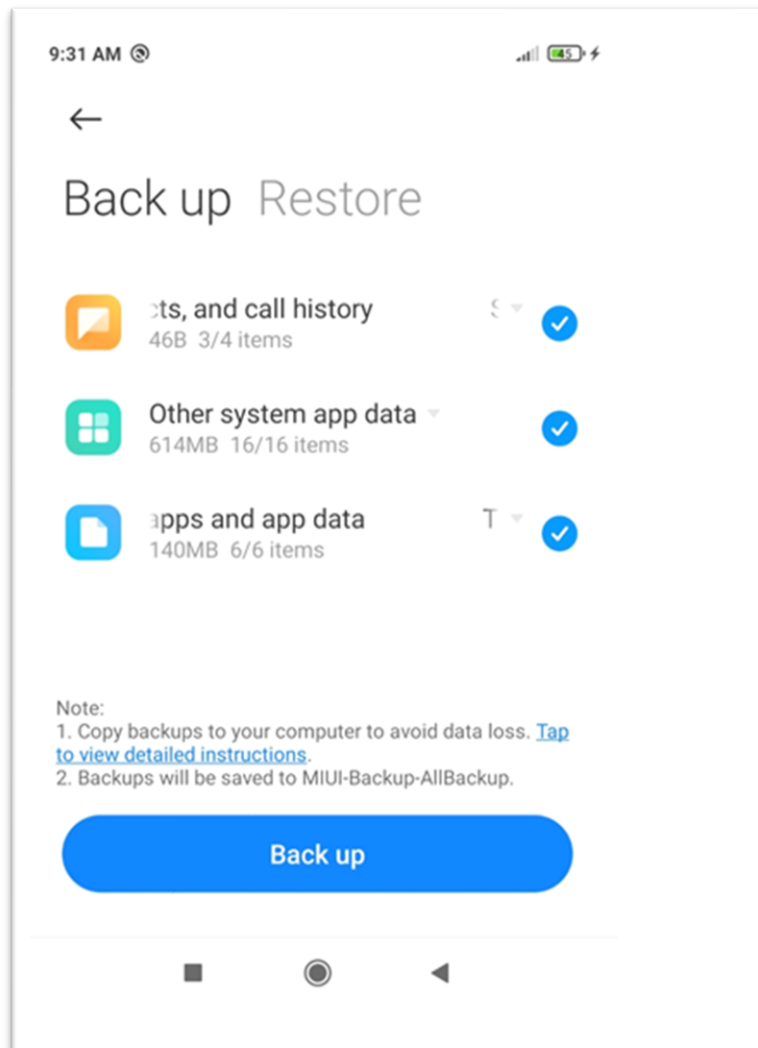 9:31 AM
45
Back up Restore
cts, and call history S
46B 3/4 items
Other system app data
614MB 16/16 items
apps and app data T
140MB 6/6 items
Note:
1. Copy backups to your computer to avoid data loss. Tap
to view detailed instructions.
2. Backups will be saved to MIUI-Backup-AllBackup.
Back up